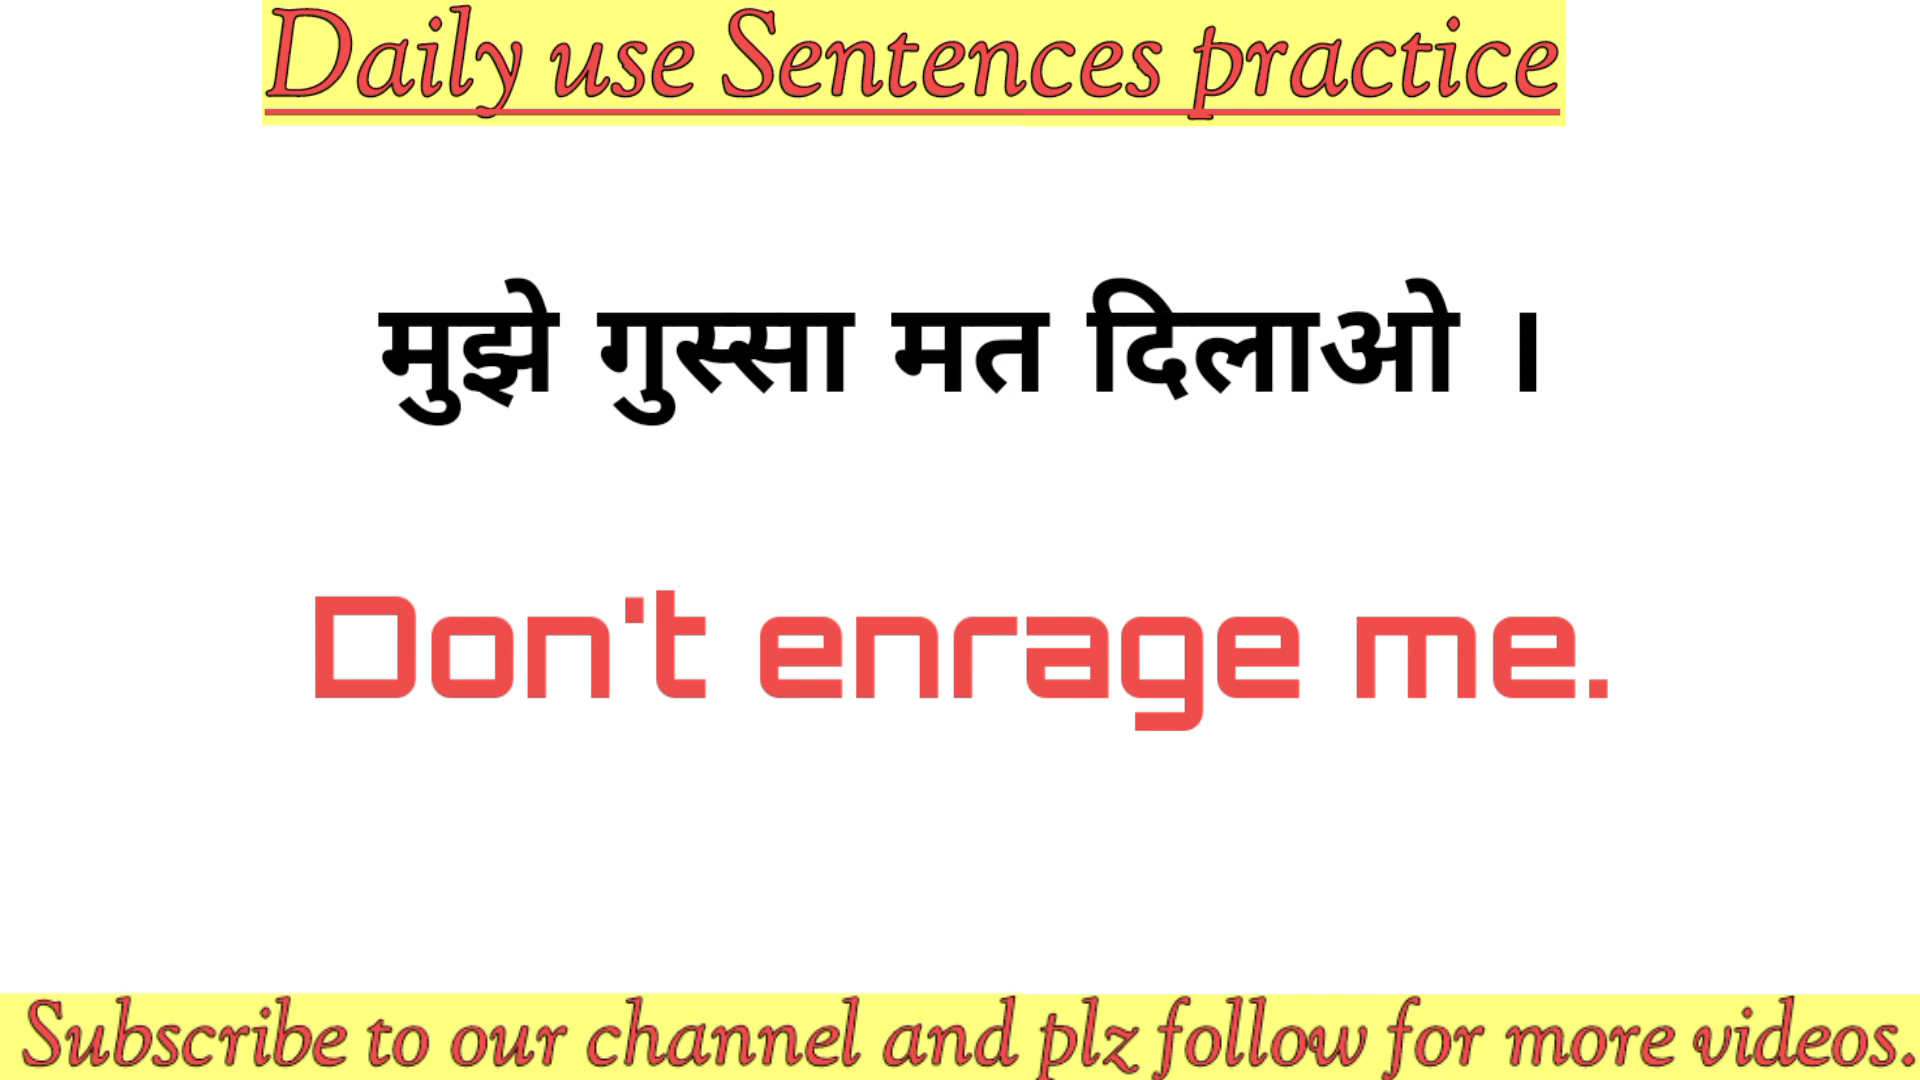 Daily use Sentences practice
मुझे गुस्सा मत दिलाओ ।
Don't enrage me.
Subscribe to our channel and plz follow for more videos.